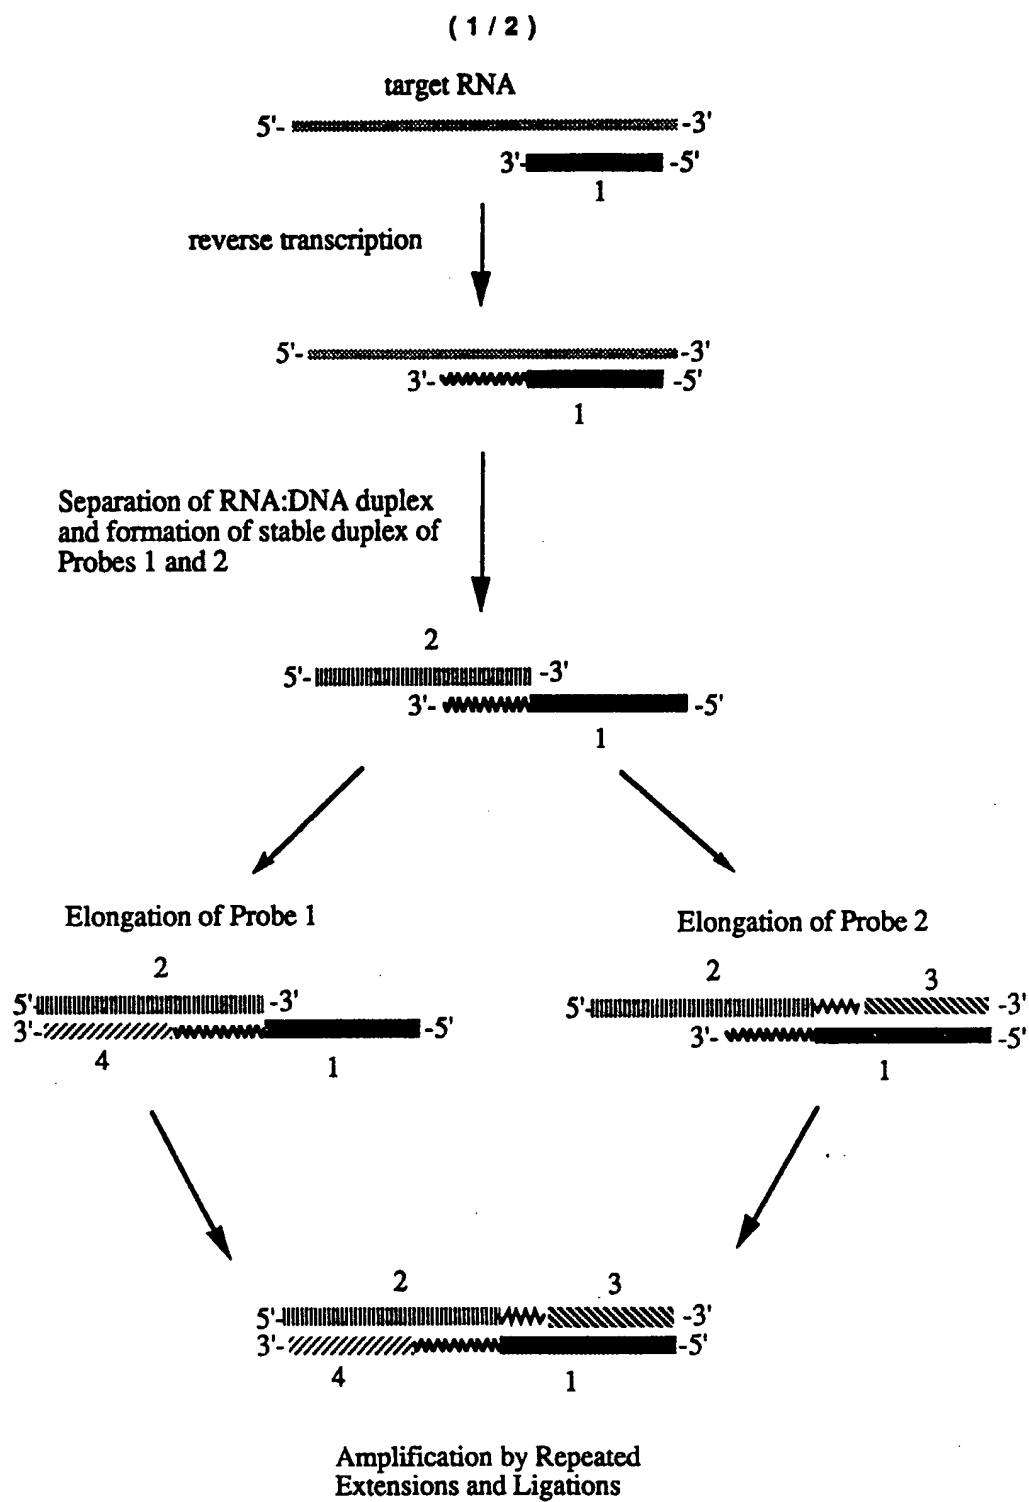 ( 1 / 2 )
target RNA
5'- -3'
3'- -5'
1
reverse transcription
5'- -3'
3'- -5'
1
Separation of RNA:DNA duplex
and formation of stable duplex of
Probes 1 and 2
2
5'- -3'
3'- -5'
1
Elongation of Probe 1
2
5'- -3'
3'- -5'
4 1
Elongation of Probe 2
2 3
5'- -3'
3'- -5'
1
2 3
5'- -3'
3'- -5'
4 1
Amplification by Repeated
Extensions and Ligations